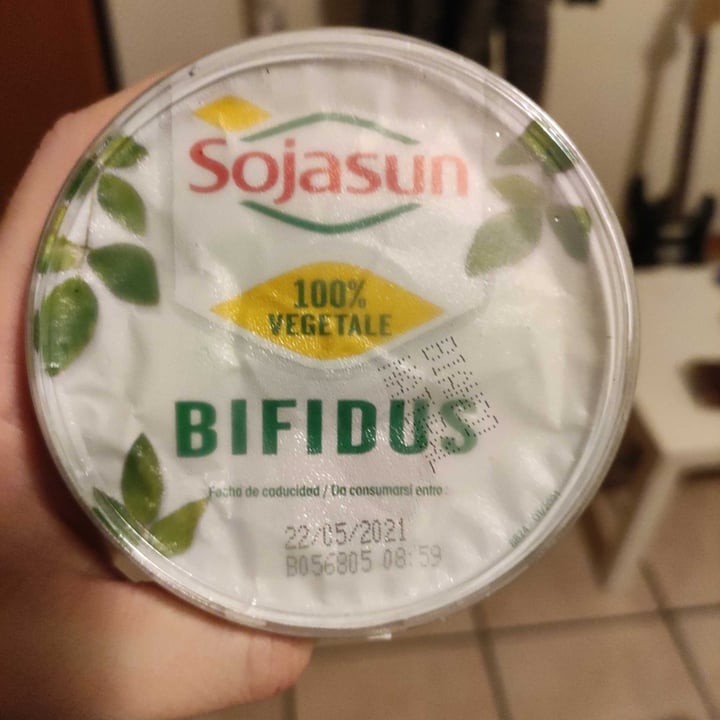 Sojasun
100%
VEGETALE
BIFIDUS
Fecha de caducidad / Da consumarsi entro:
22/05/2021
B056805 08:59